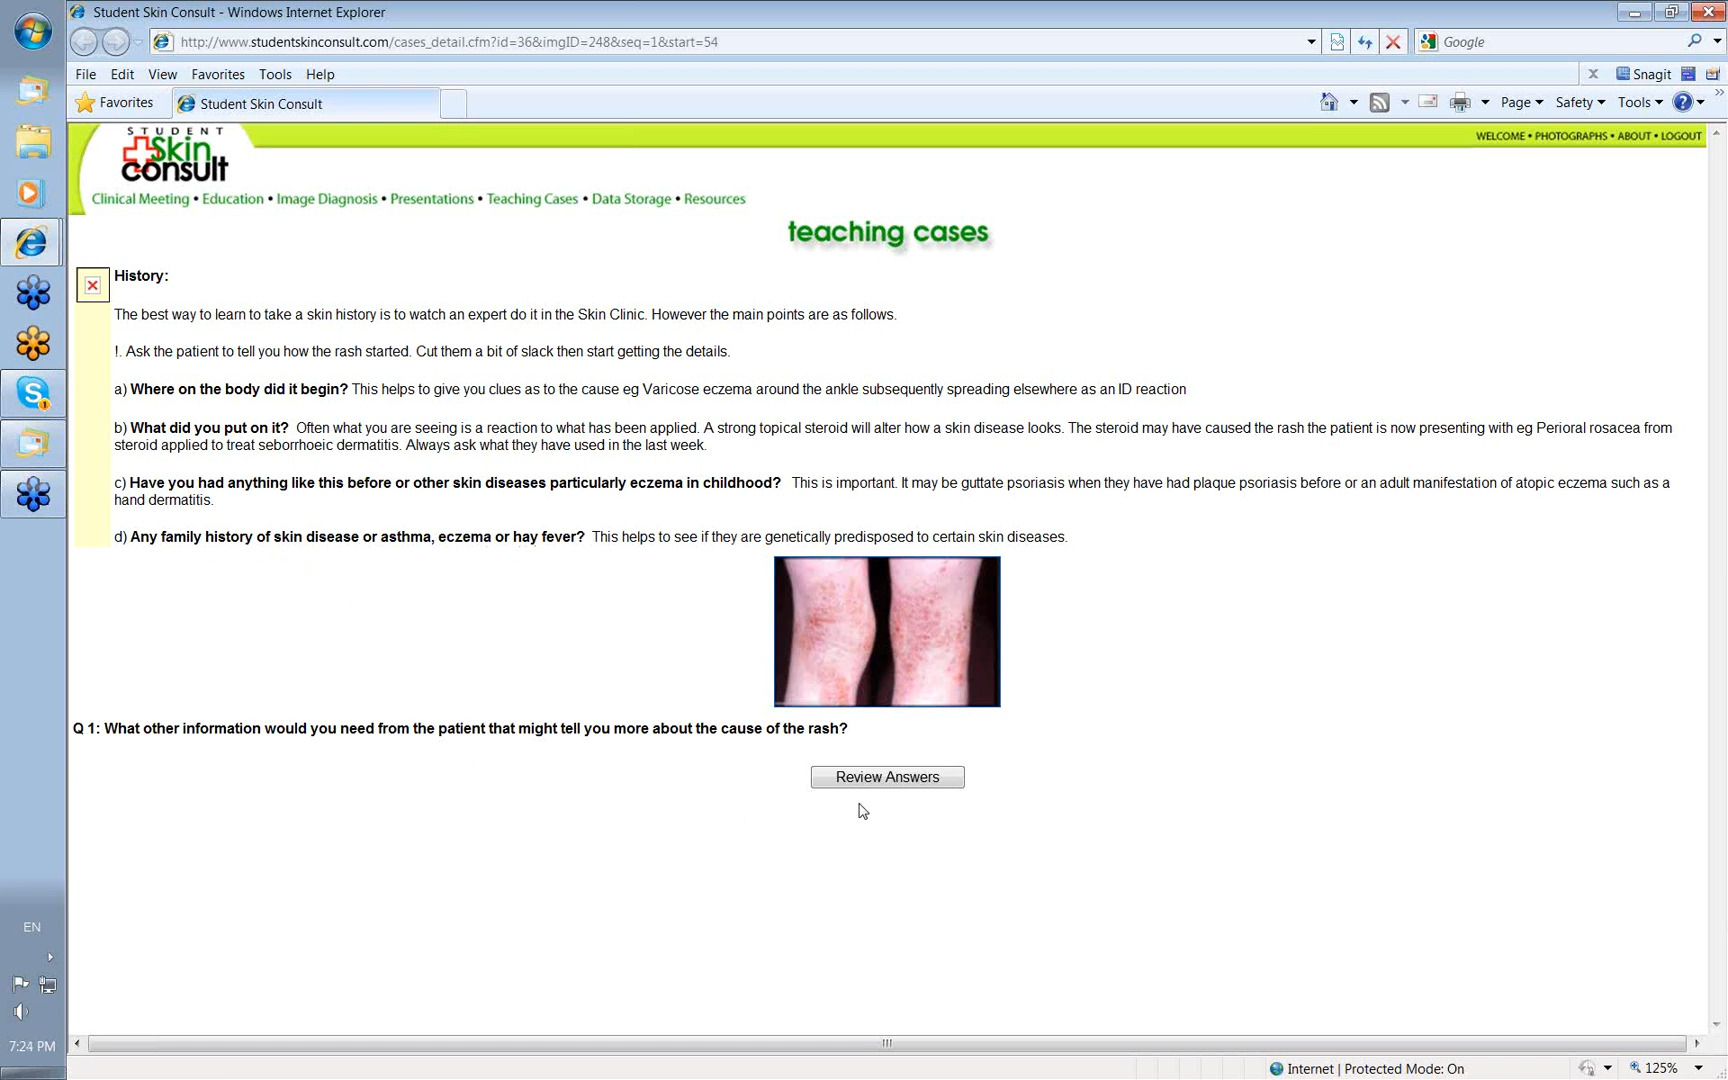 Student Skin Consult - Windows Internet Explorer
http://www.studentskinconsult.com/cases_detail.cfm?id=36&imgID=248&seq=1&start=54
Google
File Edit View Favorites Tools Help
x Snagit
Favorites Student Skin Consult
Page Safety Tools
WELCOME • PHOTOGRAPHS • ABOUT • LOGOUT
STUDENT
Skin
consult
Clinical Meeting • Education • Image Diagnosis • Presentations • Teaching Cases • Data Storage • Resources
teaching cases
History:
The best way to learn to take a skin history is to watch an expert do it in the Skin Clinic. However the main points are as follows.
!. Ask the patient to tell you how the rash started. Cut them a bit of slack then start getting the details.
a) Where on the body did it begin? This helps to give you clues as to the cause eg Varicose eczema around the ankle subsequently spreading elsewhere as an ID reaction
b) What did you put on it? Often what you are seeing is a reaction to what has been applied. A strong topical steroid will alter how a skin disease looks. The steroid may have caused the rash the patient is now presenting with eg Perioral rosacea from
steroid applied to treat seborrhoeic dermatitis. Always ask what they have used in the last week.
c) Have you had anything like this before or other skin diseases particularly eczema in childhood? This is important. It may be guttate psoriasis when they have had plaque psoriasis before or an adult manifestation of atopic eczema such as a
hand dermatitis.
d) Any family history of skin disease or asthma, eczema or hay fever? This helps to see if they are genetically predisposed to certain skin diseases.
Q 1: What other information would you need from the patient that might tell you more about the cause of the rash?
Review Answers
EN
7:24 PM
Internet | Protected Mode: On
125%